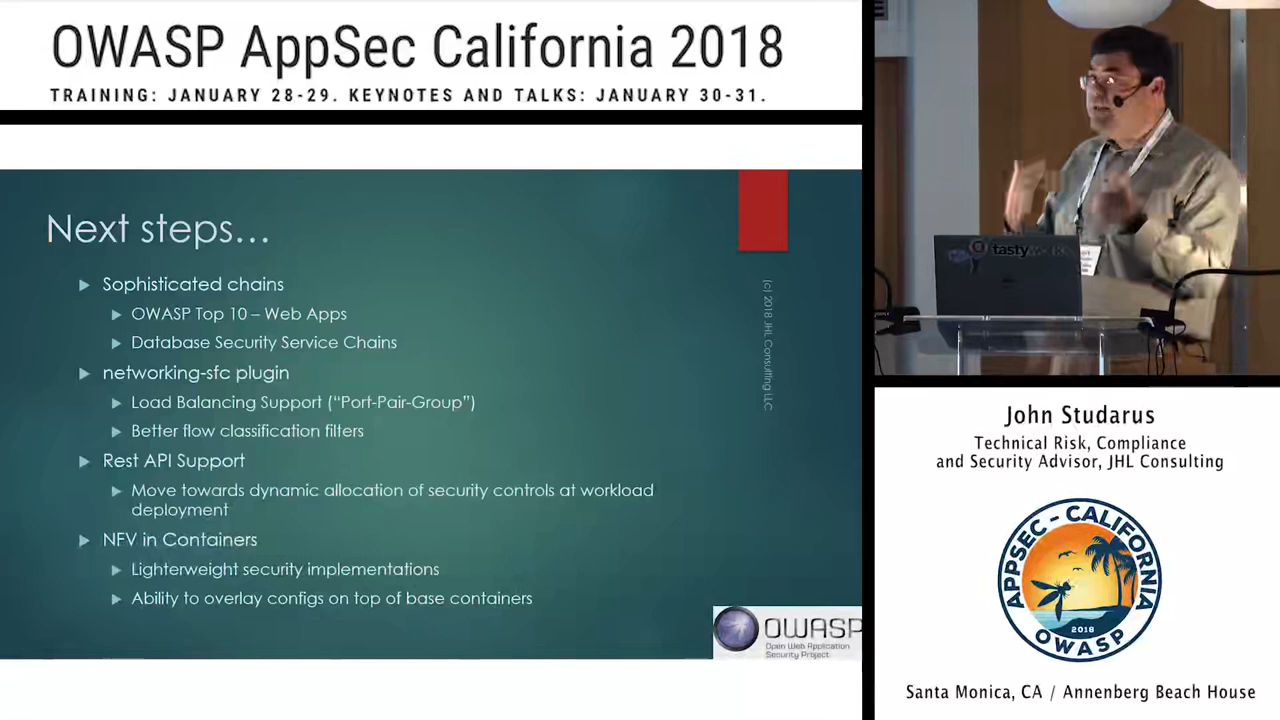 OWASP AppSec California 2018
TRAINING: JANUARY 28-29. KEYNOTES AND TALKS: JANUARY 30-31.
Next steps…
Sophisticated chains
OWASP Top 10 – Web Apps
Database Security Service Chains
networking-sfc plugin
Load Balancing Support (“Port-Pair-Group”)
Better flow classification filters
Rest API Support
Move towards dynamic allocation of security controls at workload
deployment
NFV in Containers
Lighterweight security implementations
Ability to overlay configs on top of base containers
(c) 2018 JHL Consulting LLC
OWASP
Open Web Application
Security Project
John Studarus
Technical Risk, Compliance
and Security Advisor, JHL Consulting
APPSEC - CALIFORNIA
2018
OWASP
Santa Monica, CA / Annenberg Beach House